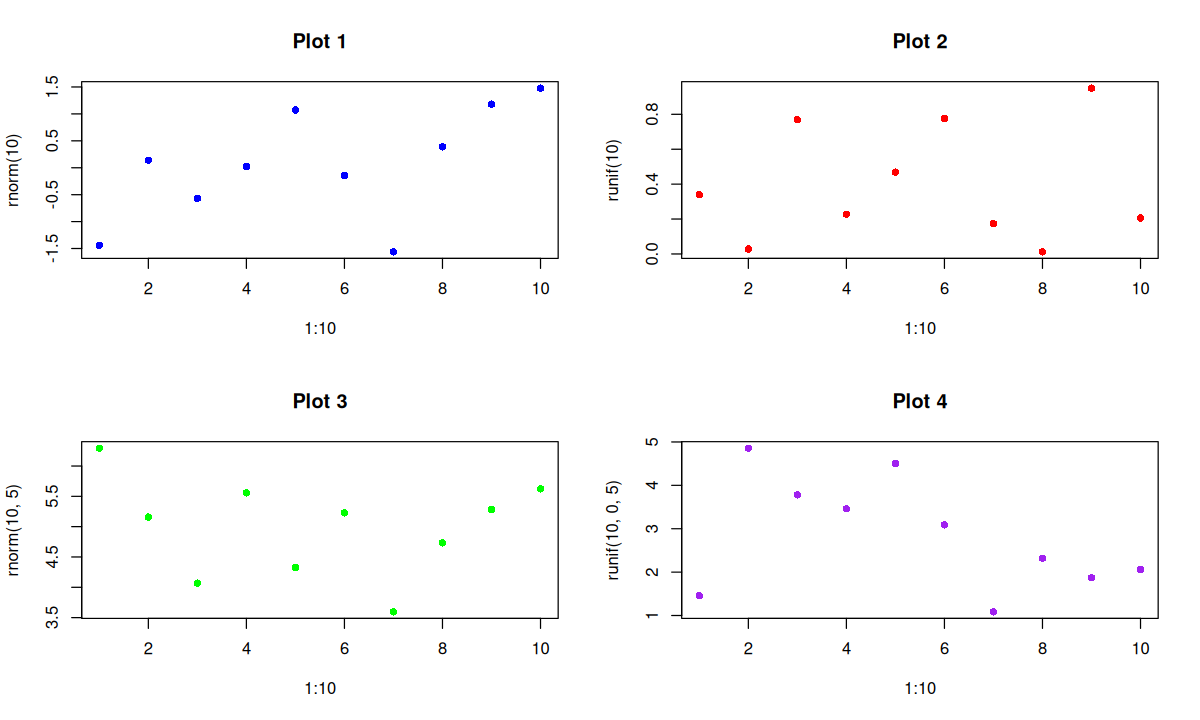 Plot 1
rnorm(10)
1.5
0.5
-0.5
-1.5
2 4 6 8 10
1:10
Plot 2
runif(10)
0.8
0.4
0.0
2 4 6 8 10
1:10
Plot 3
rnorm(10, 5)
5.5
4.5
3.5
2 4 6 8 10
1:10
Plot 4
runif(10, 0, 5)
5
4
3
2
1
2 4 6 8 10
1:10